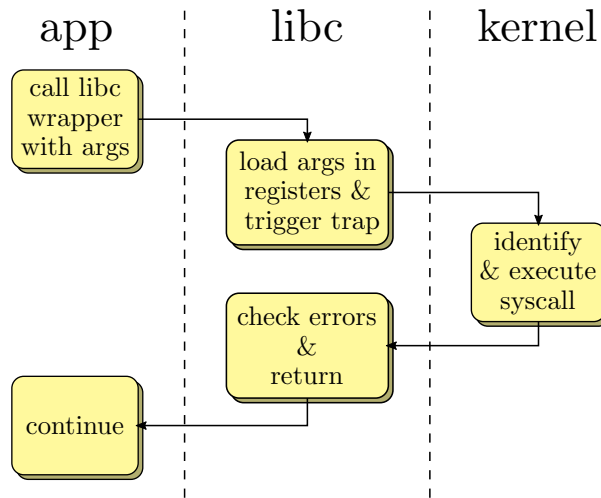 app
libc
kernel
call libc
wrapper
with args
load args in
registers &
trigger trap
identify
& execute
syscall
check errors
&
return
continue